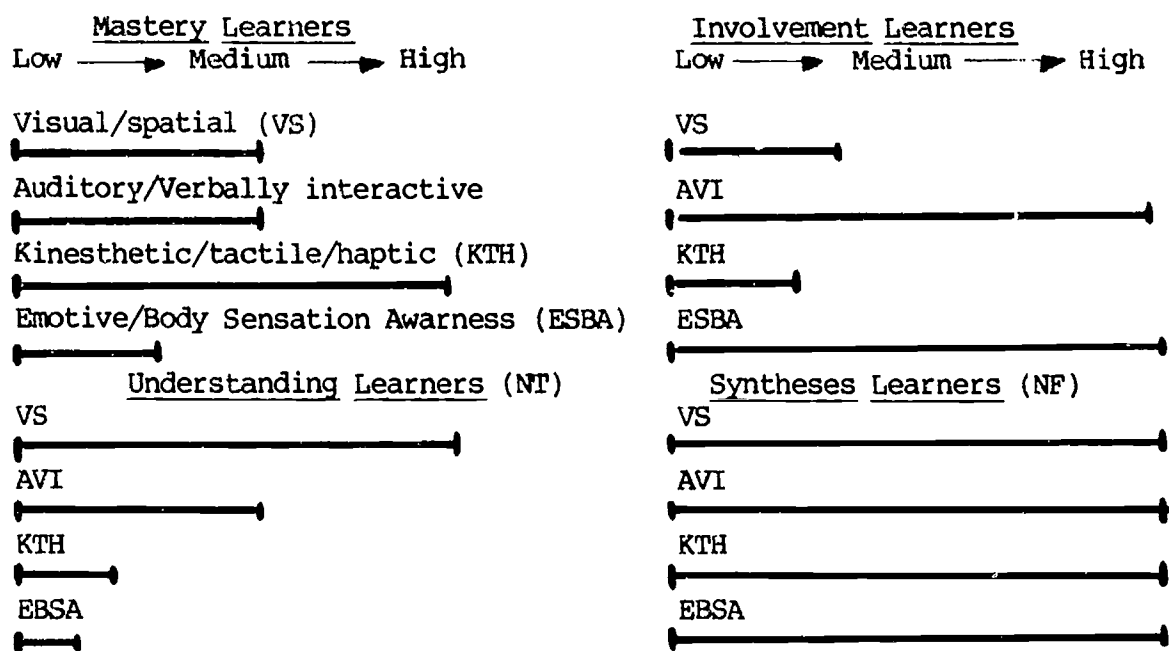 Mastery Learners
Low → Medium → High
Visual/spatial (VS)
Auditory/Verbally interactive
Kinesthetic/tactile/haptic (KTH)
Emotive/Body Sensation Awarness (ESBA)
Involvement Learners
Low → Medium → High
VS
AVI
KTH
ESBA
Understanding Learners (NT)
VS
AVI
KTH
EBSA
Syntheses Learners (NF)
VS
AVI
KTH
EBSA